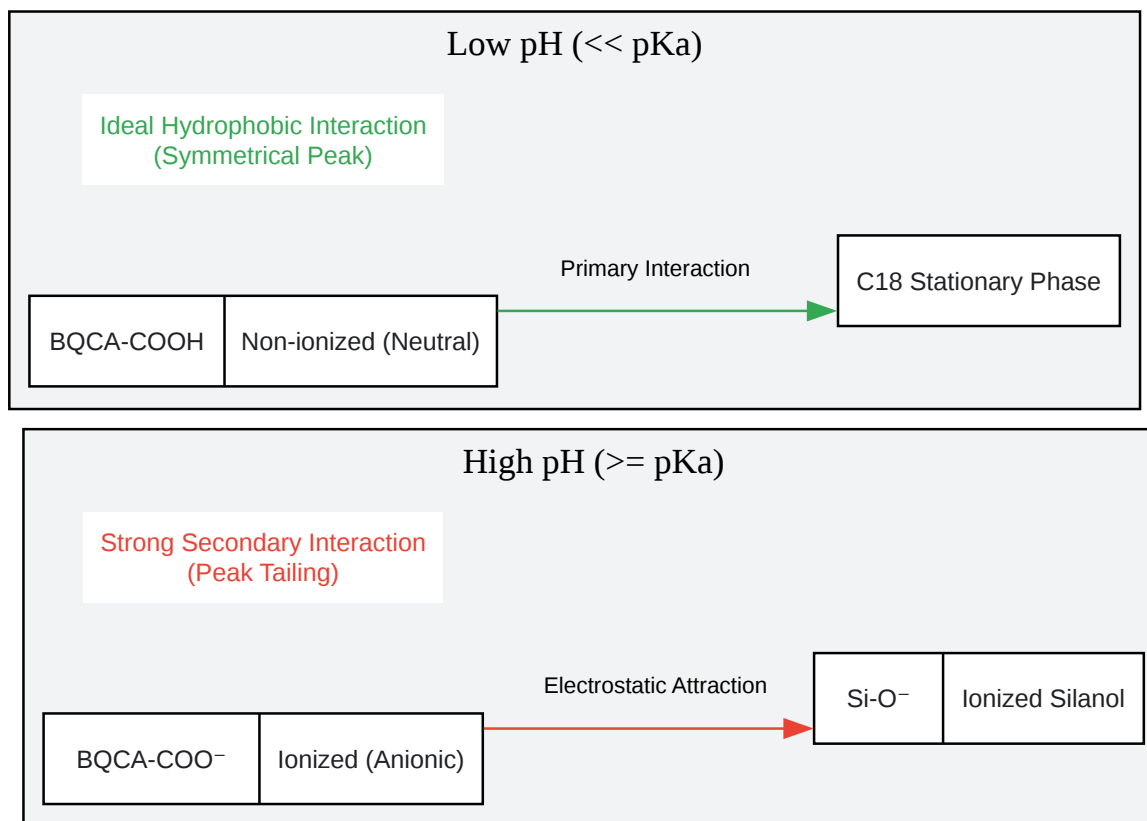 Low pH (<< pKa)
Ideal Hydrophobic Interaction
(Symmetrical Peak)
Primary Interaction
C18 Stationary Phase
BQCA-COOH
Non-ionized (Neutral)
High pH (>= pKa)
Strong Secondary Interaction
(Peak Tailing)
Electrostatic Attraction
Si-O⁻
Ionized Silanol
BQCA-COO⁻
Ionized (Anionic)